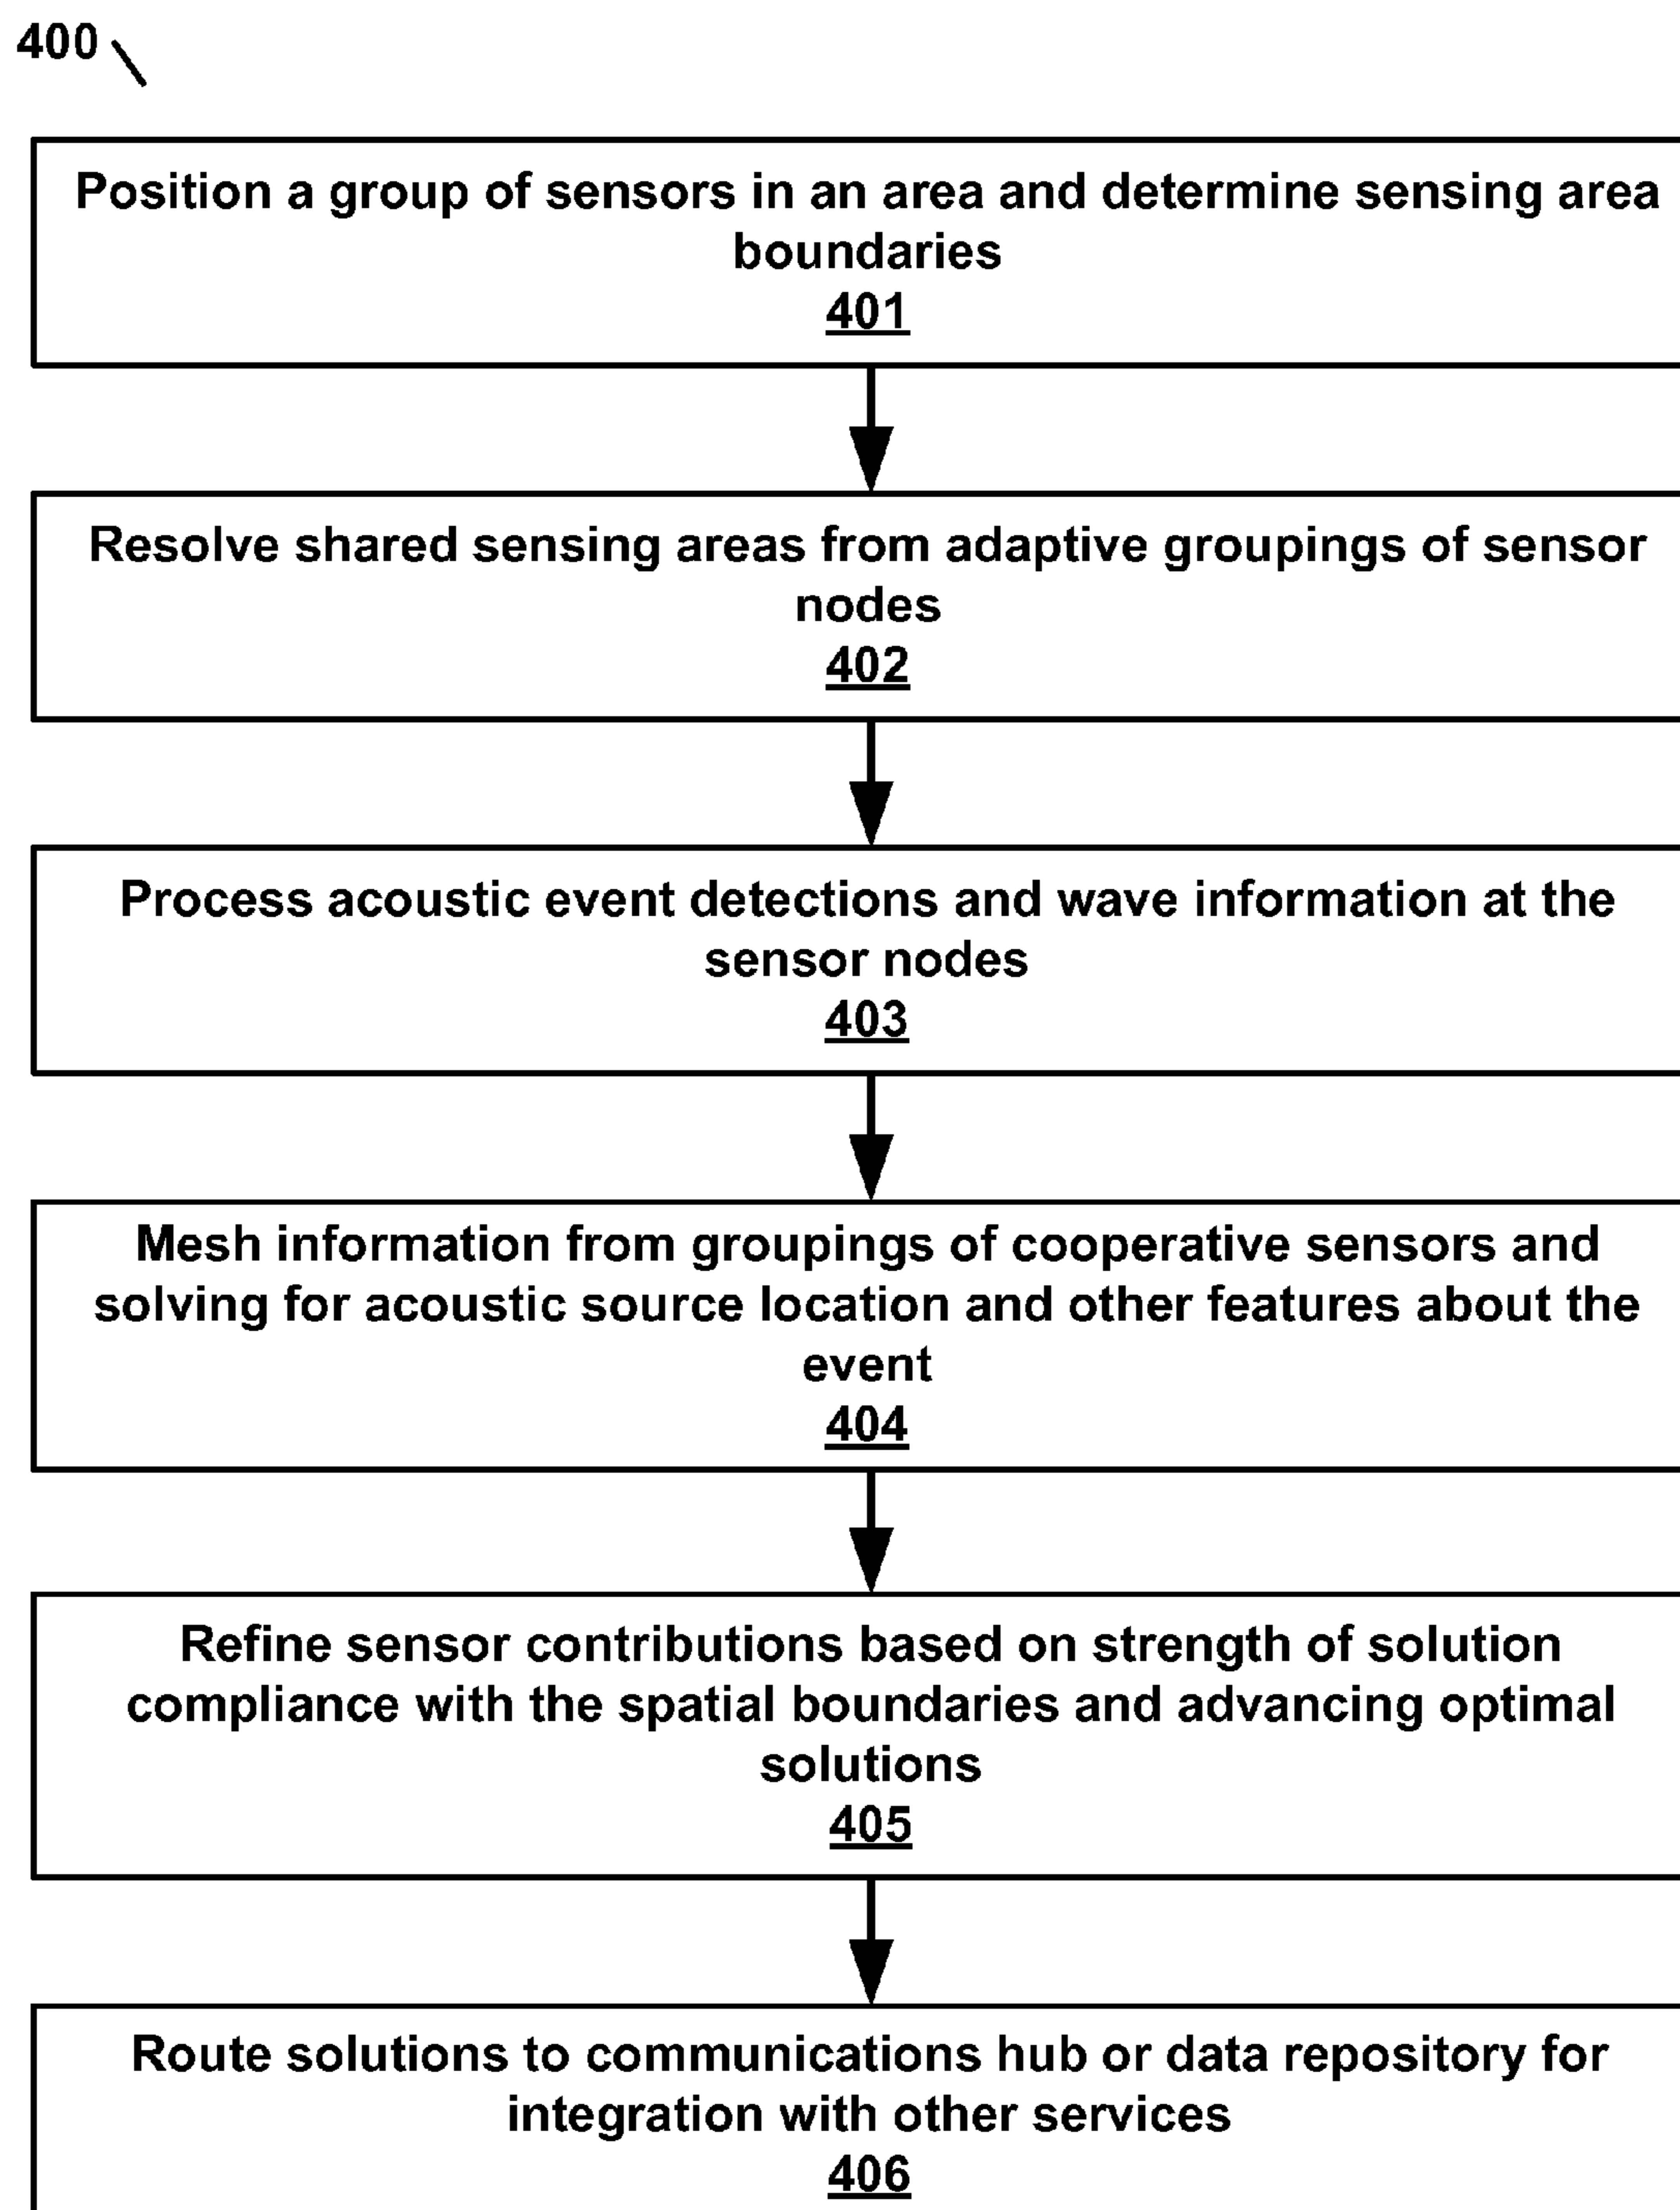 400
Position a group of sensors in an area and determine sensing area
boundaries
401
Resolve shared sensing areas from adaptive groupings of sensor
nodes
402
Process acoustic event detections and wave information at the
sensor nodes
403
Mesh information from groupings of cooperative sensors and
solving for acoustic source location and other features about the
event
404
Refine sensor contributions based on strength of solution
compliance with the spatial boundaries and advancing optimal
solutions
405
Route solutions to communications hub or data repository for
integration with other services
406